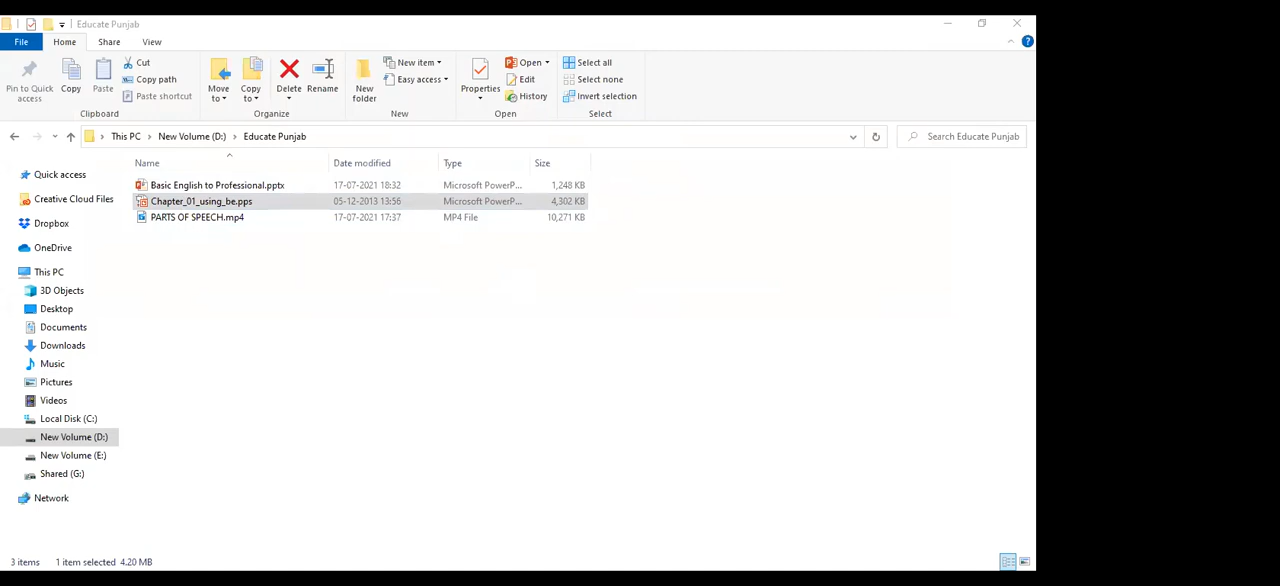 Educate Punjab
File Home Share View
Pin to Quick access
Copy
Paste
Cut
Copy path
Paste shortcut
Clipboard
Move to
Copy to
Delete
Rename
Organize
New folder
New item
Easy access
New
Properties
Open
Edit
History
Open
Select all
Select none
Invert selection
Select
This PC > New Volume (D:) > Educate Punjab
Search Educate Punjab
Name Date modified Type Size
Basic English to Professional.pptx 17-07-2021 18:32 Microsoft PowerP... 1,248 KB
Chapter_01_using_be.pps 05-12-2013 13:56 Microsoft PowerP... 4,302 KB
PARTS OF SPEECH.mp4 17-07-2021 17:37 MP4 File 10,271 KB
Quick access
Creative Cloud Files
Dropbox
OneDrive
This PC
3D Objects
Desktop
Documents
Downloads
Music
Pictures
Videos
Local Disk (C:)
New Volume (D:)
New Volume (E:)
Shared (G:)
Network
3 items 1 item selected 4.20 MB